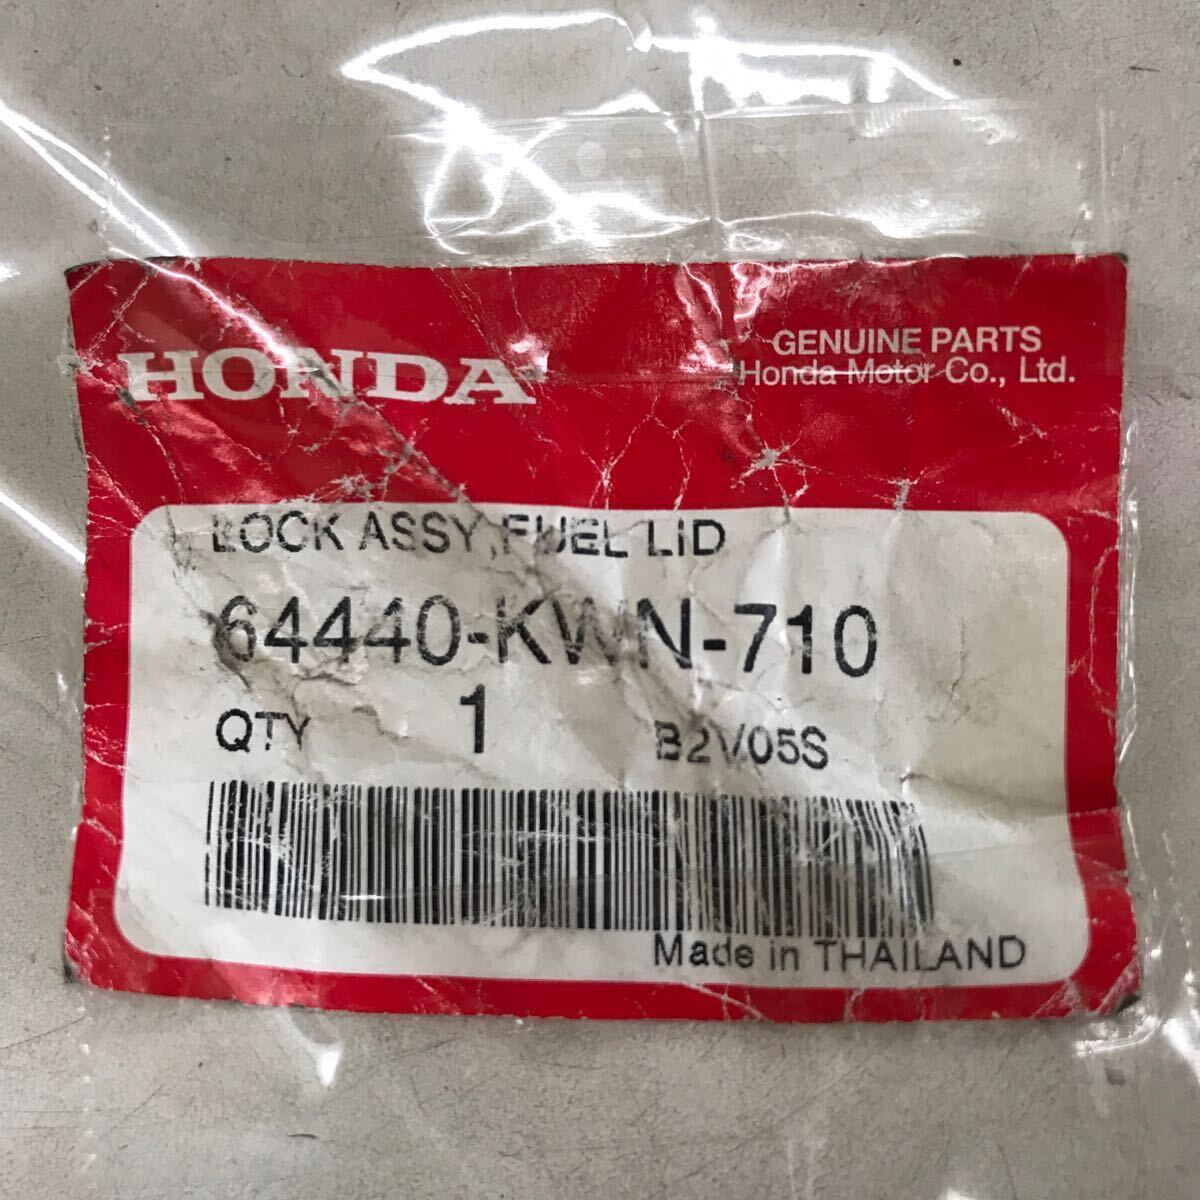 HONDA
GENUINE PARTS
Honda Motor Co., Ltd.
LOCK ASSY,FUEL LID
64440-KWN-710
QTY 1 B2V05S
Made in THAILAND